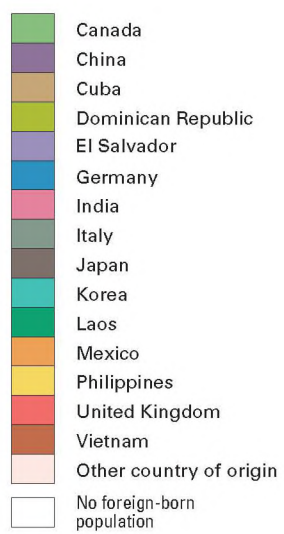 Canada
China
Cuba
Dominican Republic
El Salvador
Germany
India
Italy
Japan
Korea
Laos
Mexico
Philippines
United Kingdom
Vietnam
Other country of origin
No foreign-born
population